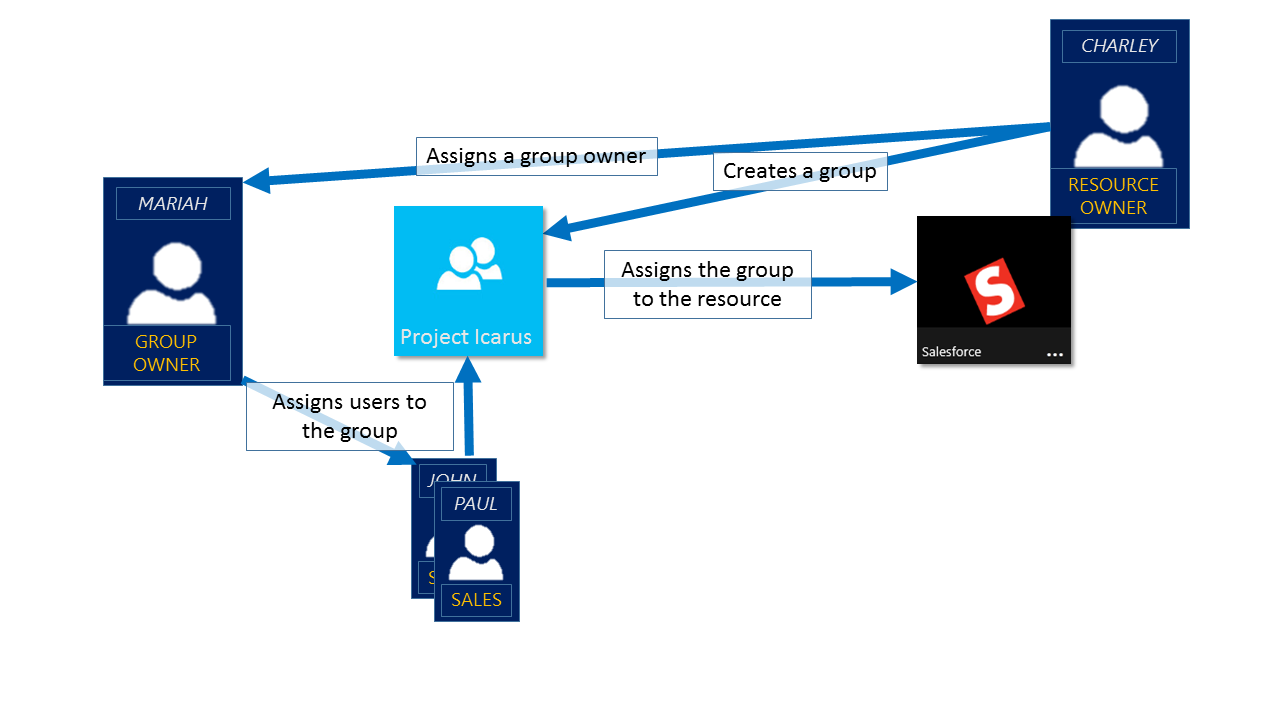 CHARLEY
RESOURCE
OWNER
Assigns a group owner
Creates a group
MARIAH
GROUP
OWNER
Project Icarus
Assigns the group
to the resource
S
Salesforce
...
Assigns users to
the group
JOHN
S
PAUL
SALES